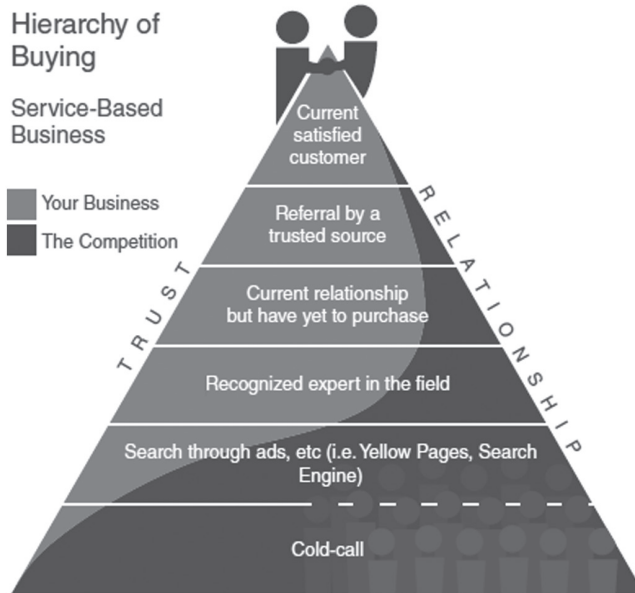 Hierarchy of
Buying
Service-Based
Business
Your Business
The Competition
TRUST
RELATIONSHIP
Current
satisfied
customer
Referral by a
trusted source
Current relationship
but have yet to purchase
Recognized expert in the field
Search through ads, etc (i.e. Yellow Pages, Search
Engine)
Cold-call